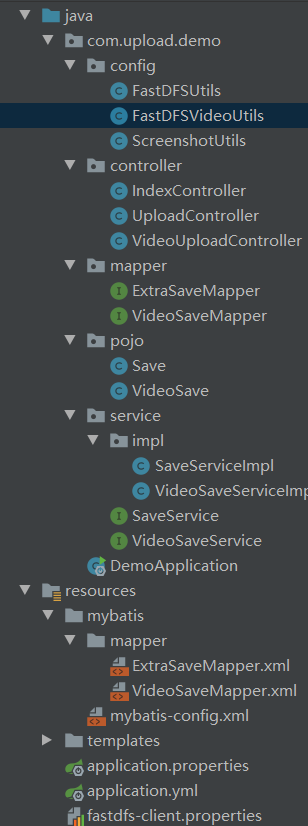 java
com.upload.demo
config
FastDFSUtils
FastDFSVideoUtils
ScreenshotUtils
controller
IndexController
UploadController
VideoUploadController
mapper
ExtraSaveMapper
VideoSaveMapper
pojo
Save
VideoSave
service
impl
SaveServiceImpl
VideoSaveServiceImp
SaveService
VideoSaveService
DemoApplication
resources
mybatis
mapper
ExtraSaveMapper.xml
VideoSaveMapper.xml
mybatis-config.xml
templates
application.properties
application.yml
fastdfs-client.properties